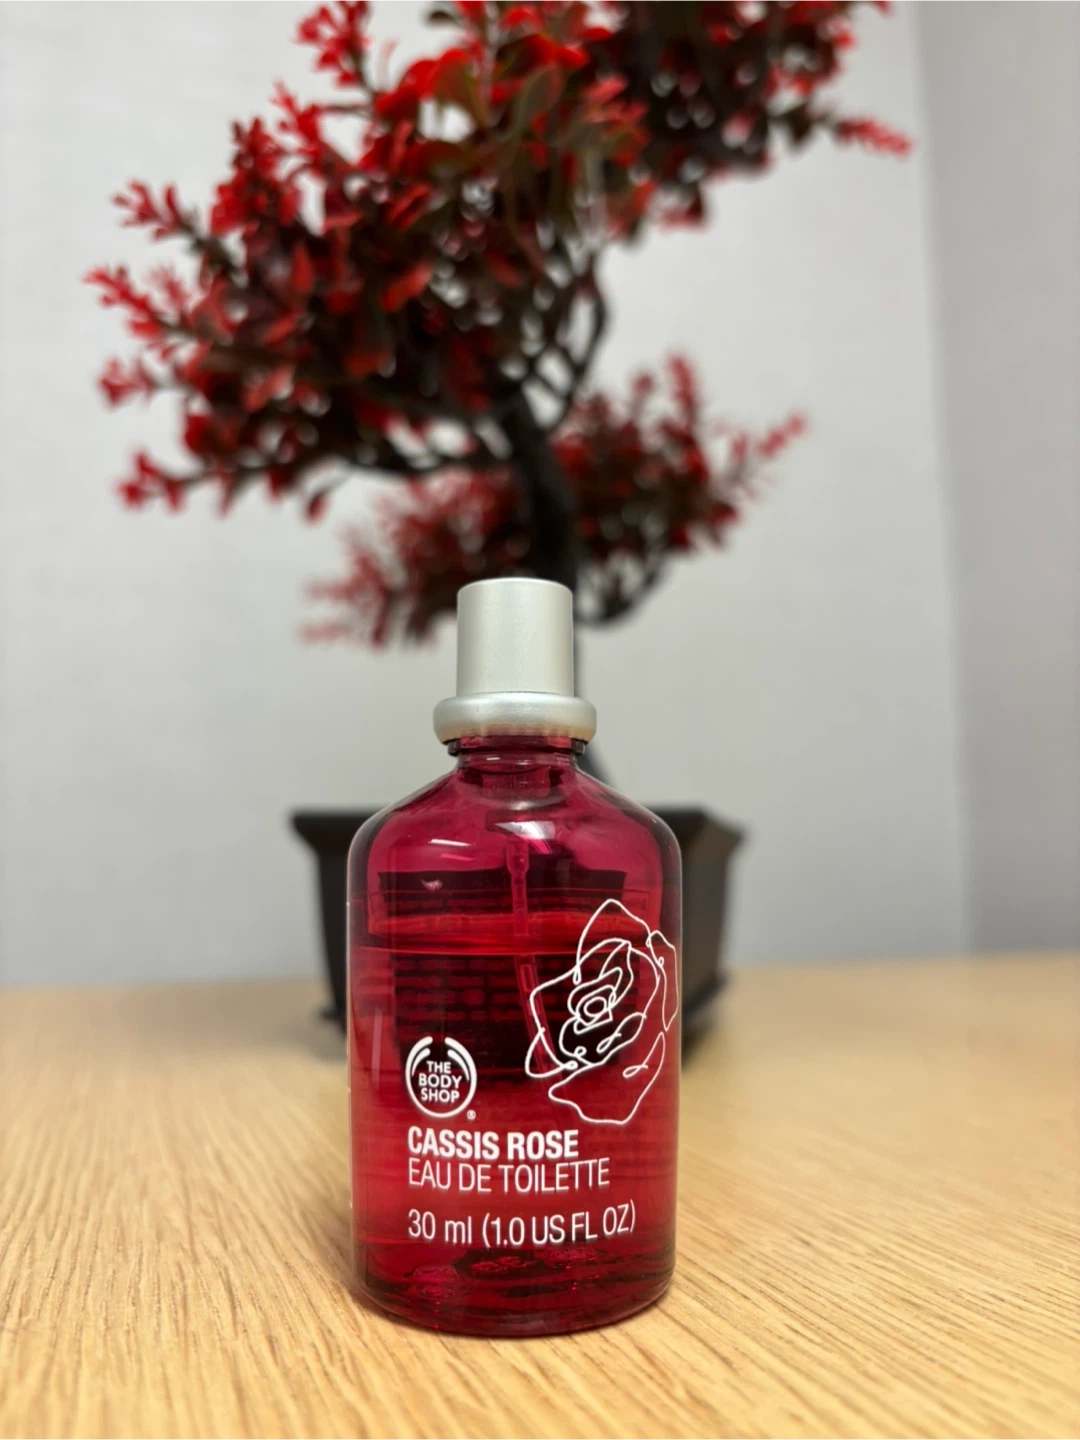 THE
BODY
SHOP
®
CASSIS ROSE
EAU DE TOILETTE
30 ml (1.0 US FL OZ)